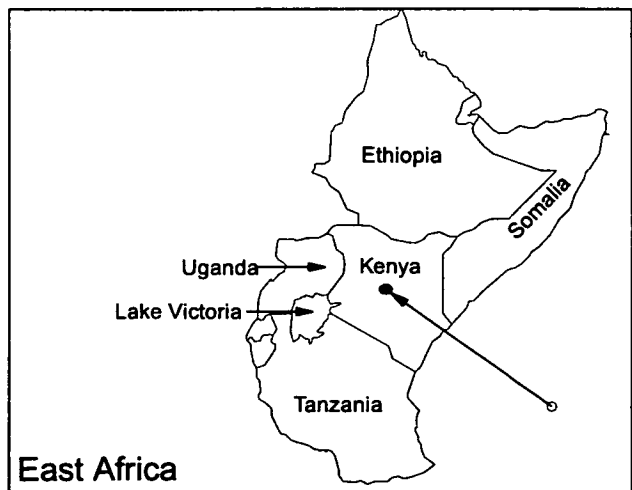 Ethiopia
Somalia
Uganda
Kenya
Lake Victoria
Tanzania
East Africa